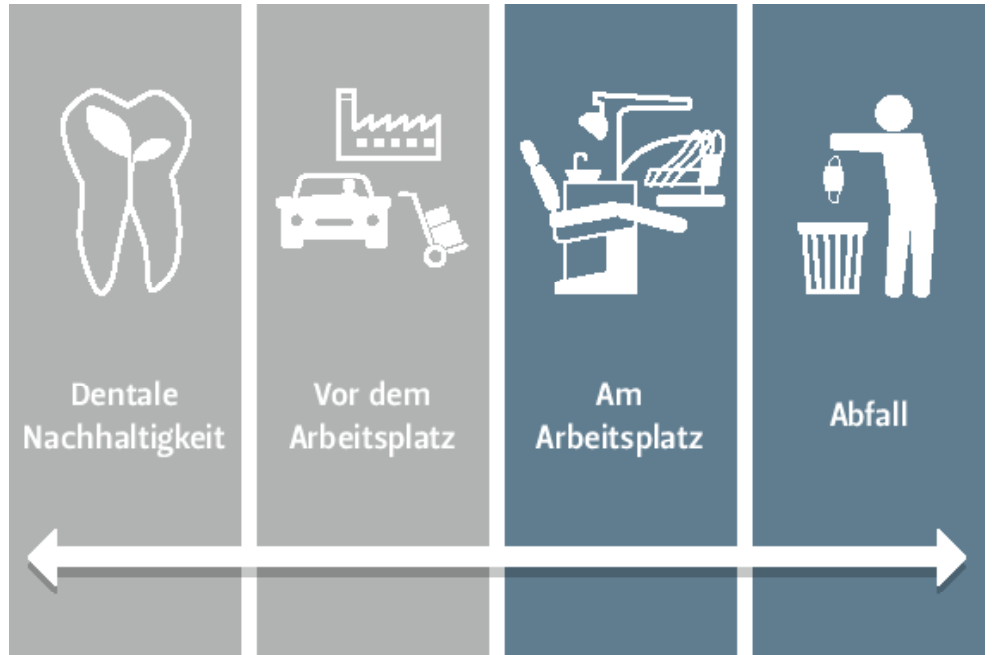 Dentale
Nachhaltigkeit
Vor dem
Arbeitsplatz
Am
Arbeitsplatz
Abfall